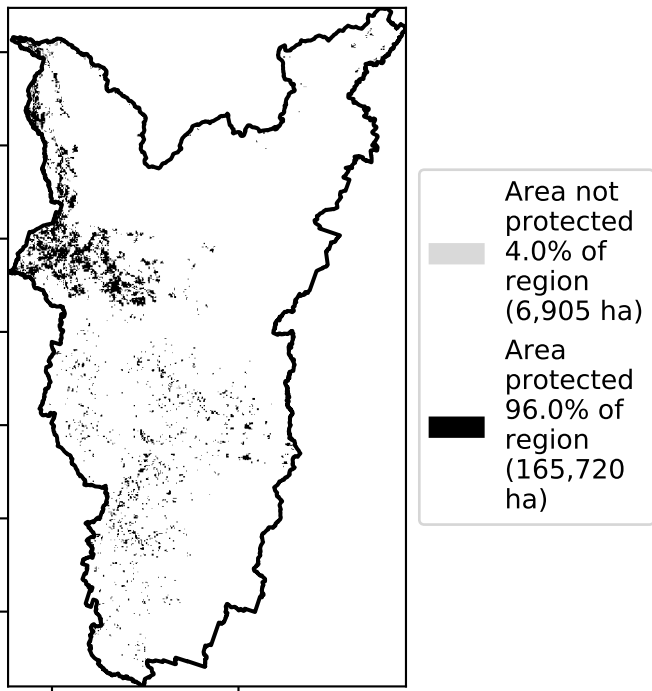 Area not
protected
4.0% of
region
(6,905 ha)
Area
protected
96.0% of
region
(165,720
ha)